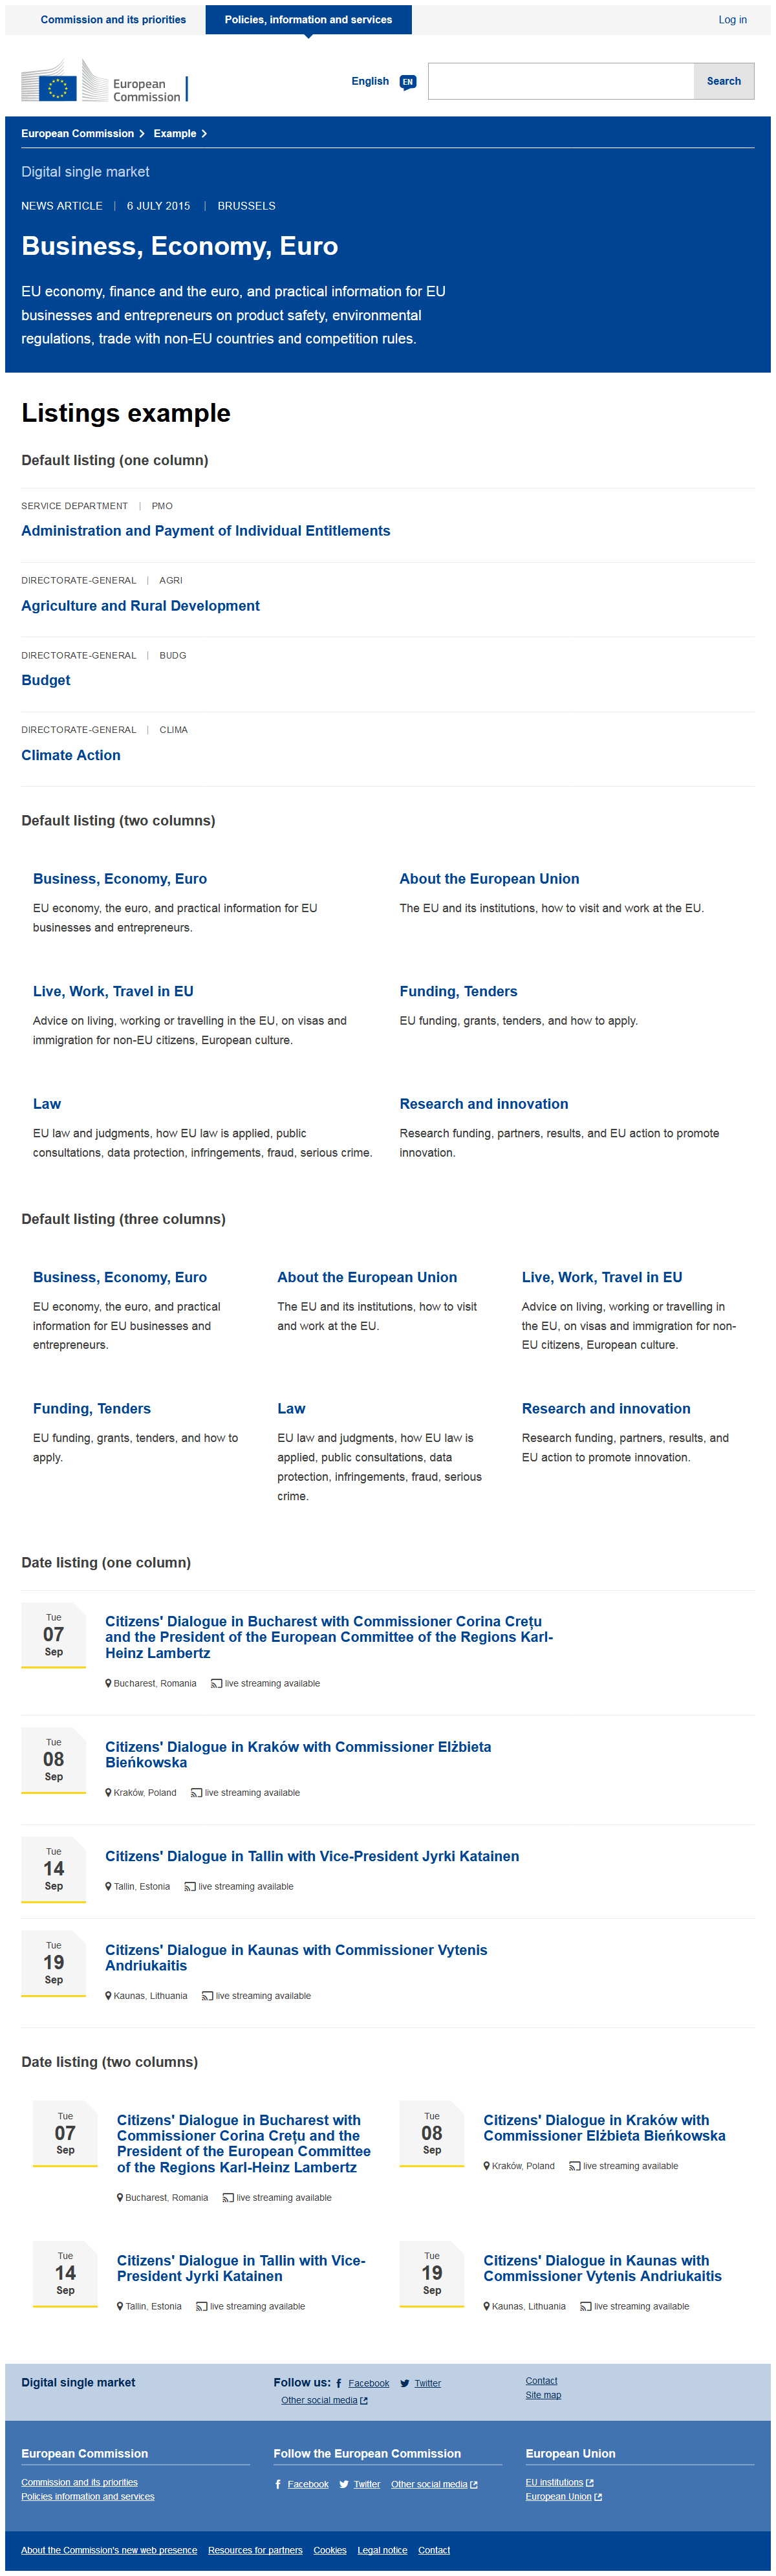 Commission and its priorities
Policies, information and services
Log in
European
Commission
English EN
Search
European Commission
Example
Digital single market
NEWS ARTICLE | 6 JULY 2015 | BRUSSELS
Business, Economy, Euro
EU economy, finance and the euro, and practical information for EU
businesses and entrepreneurs on product safety, environmental
regulations, trade with non-EU countries and competition rules.
Listings example
Default listing (one column)
SERVICE DEPARTMENT | PMO
Administration and Payment of Individual Entitlements
DIRECTORATE-GENERAL | AGRI
Agriculture and Rural Development
DIRECTORATE-GENERAL | BUDG
Budget
DIRECTORATE-GENERAL | CLIMA
Climate Action
Default listing (two columns)
Business, Economy, Euro
EU economy, the euro, and practical information for EU
businesses and entrepreneurs.
About the European Union
The EU and its institutions, how to visit and work at the EU.
Live, Work, Travel in EU
Advice on living, working or travelling in the EU, on visas and
immigration for non-EU citizens, European culture.
Funding, Tenders
EU funding, grants, tenders, and how to apply.
Law
EU law and judgments, how EU law is applied, public
consultations, data protection, infringements, fraud, serious crime.
Research and innovation
Research funding, partners, results, and EU action to promote
innovation.
Default listing (three columns)
Business, Economy, Euro
EU economy, the euro, and practical
information for EU businesses and
entrepreneurs.
About the European Union
The EU and its institutions, how to visit
and work at the EU.
Live, Work, Travel in EU
Advice on living, working or travelling in
the EU, on visas and immigration for non-
EU citizens, European culture.
Funding, Tenders
EU funding, grants, tenders, and how to
apply.
Law
EU law and judgments, how EU law is
applied, public consultations, data
protection, infringements, fraud, serious
crime.
Research and innovation
Research funding, partners, results, and
EU action to promote innovation.
Date listing (one column)
Tue
07
Sep
Citizens' Dialogue in Bucharest with Commissioner Corina Crețu
and the President of the European Committee of the Regions Karl-
Heinz Lambertz
Bucharest, Romania live streaming available
Tue
08
Sep
Citizens' Dialogue in Kraków with Commissioner Elżbieta
Bieńkowska
Kraków, Poland live streaming available
Tue
14
Sep
Citizens' Dialogue in Tallin with Vice-President Jyrki Katainen
Tallin, Estonia live streaming available
Tue
19
Sep
Citizens' Dialogue in Kaunas with Commissioner Vytenis
Andriukaitis
Kaunas, Lithuania live streaming available
Date listing (two columns)
Tue
07
Sep
Citizens' Dialogue in Bucharest with
Commissioner Corina Crețu and the
President of the European Committee
of the Regions Karl-Heinz Lambertz
Bucharest, Romania live streaming available
Tue
08
Sep
Citizens' Dialogue in Kraków with
Commissioner Elżbieta Bieńkowska
Kraków, Poland live streaming available
Tue
14
Sep
Citizens' Dialogue in Tallin with Vice-
President Jyrki Katainen
Tallin, Estonia live streaming available
Tue
19
Sep
Citizens' Dialogue in Kaunas with
Commissioner Vytenis Andriukaitis
Kaunas, Lithuania live streaming available
Digital single market
Follow us: Facebook Twitter
Other social media
Contact
Site map
European Commission
Commission and its priorities
Policies information and services
Follow the European Commission
Facebook Twitter Other social media
European Union
EU institutions
European Union
About the Commission's new web presence Resources for partners Cookies Legal notice Contact